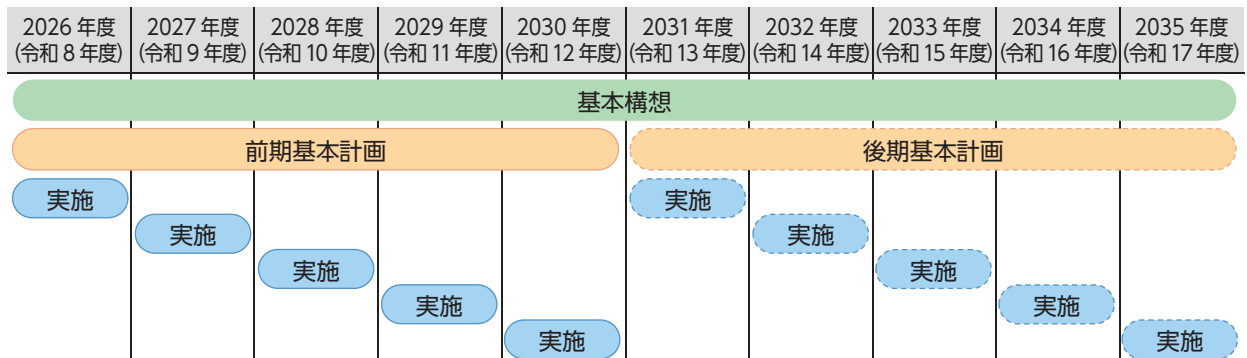 2026 年度
(令和 8 年度)
2027 年度
(令和 9 年度)
2028 年度
(令和 10 年度)
2029 年度
(令和 11 年度)
2030 年度
(令和 12 年度)
2031 年度
(令和 13 年度)
2032 年度
(令和 14 年度)
2033 年度
(令和 15 年度)
2034 年度
(令和 16 年度)
2035 年度
(令和 17 年度)
基本構想
前期基本計画
後期基本計画
実施
実施
実施
実施
実施
実施
実施
実施
実施
実施